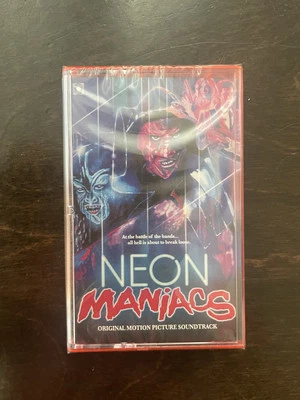 At the battle of the bands...
all hell is about to break loose.
NEON
MANIACS
ORIGINAL MOTION PICTURE SOUNDTRACK